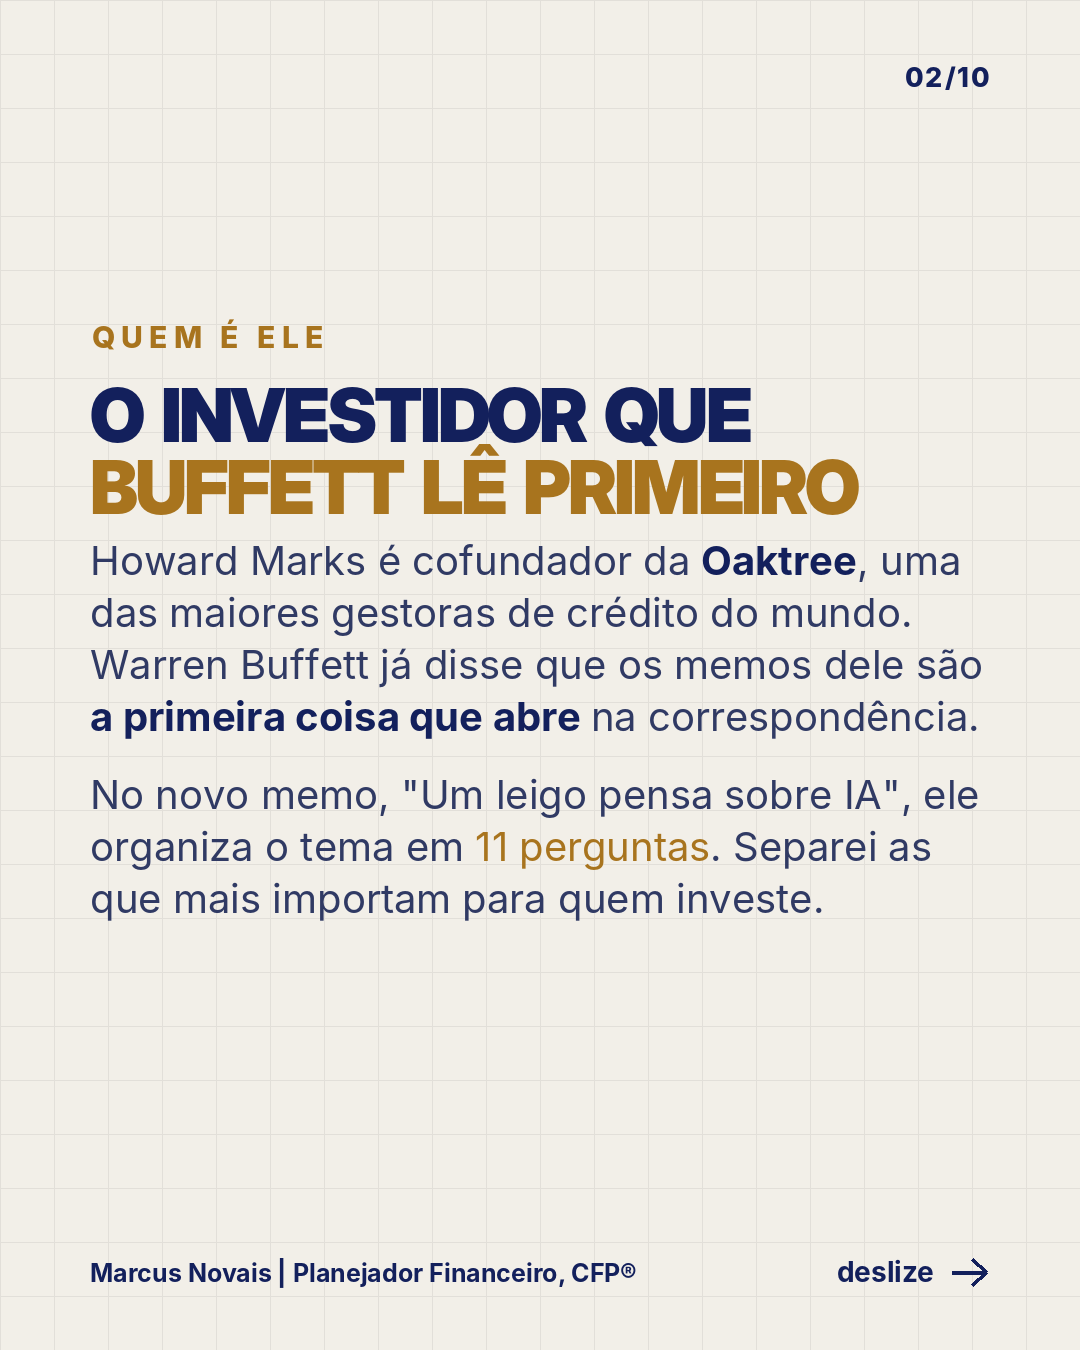 02/10
QUEM É ELE
O INVESTIDOR QUE
BUFFETT LÊ PRIMEIRO
Howard Marks é cofundador da Oaktree, uma
das maiores gestoras de crédito do mundo.
Warren Buffett já disse que os memos dele são
a primeira coisa que abre na correspondência.
No novo memo, "Um leigo pensa sobre IA", ele
organiza o tema em 11 perguntas. Separei as
que mais importam para quem investe.
Marcus Novais | Planejador Financeiro, CFP®
deslize →